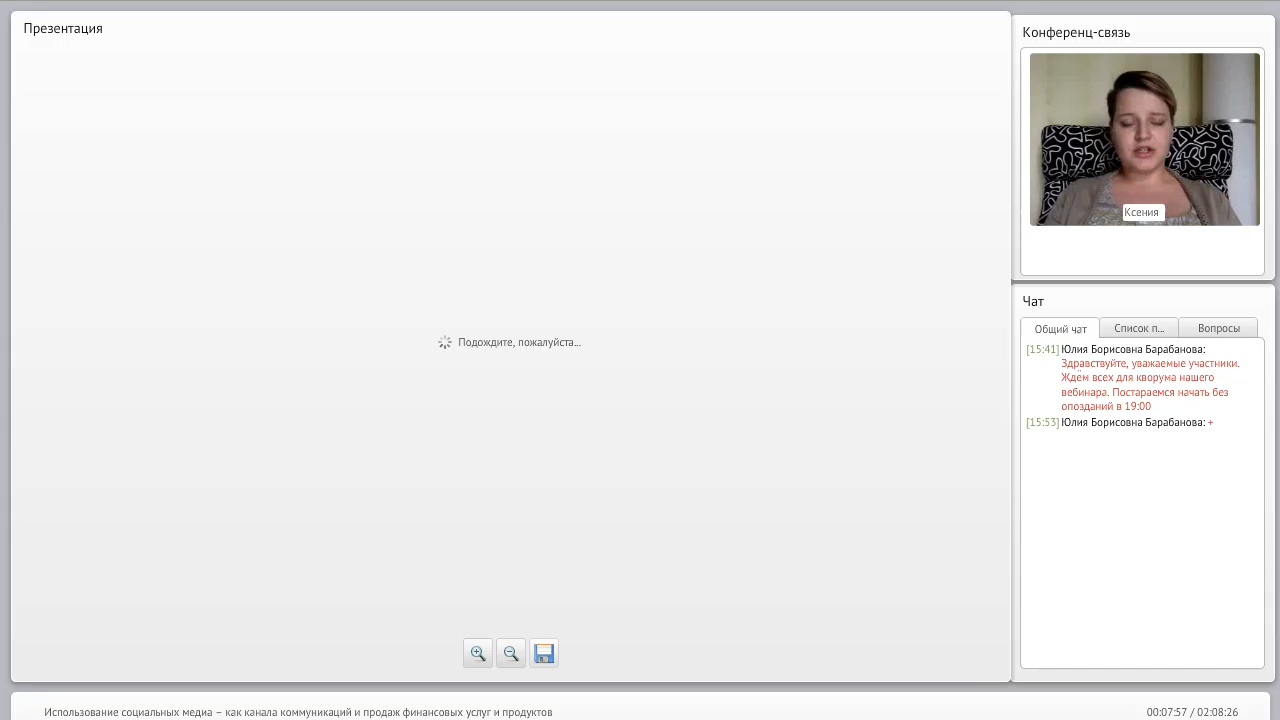 Презентация
Конференц-связь
Ксения
Подождите, пожалуйста...
Чат
Общий чат
Список п...
Вопросы
[15:41] Юлия Борисовна Барабанова:
Здравствуйте, уважаемые участники.
Ждём всех для кворума нашего
вебинара. Постараемся начать без
опозданий в 19:00
[15:53] Юлия Борисовна Барабанова: +
Использование социальных медиа – как канала коммуникаций и продаж финансовых услуг и продуктов
00:07:57 / 02:08:26